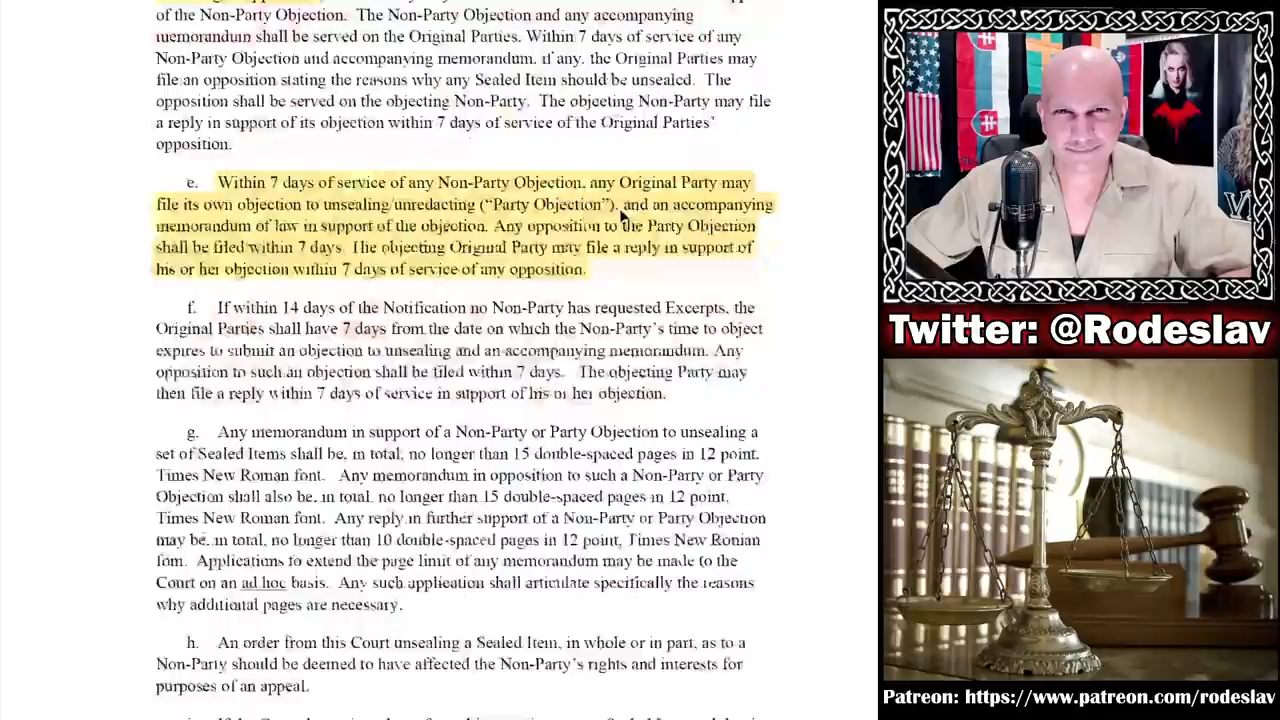 of the Non-Party Objection. The Non-Party Objection and any accompanying
memorandum shall be served on the Original Parties. Within 7 days of service of any
Non-Party Objection and accompanying memorandum, if any, the Original Parties may
file an opposition stating the reasons why any Sealed Item should be unsealed. The
opposition shall be served on the objecting Non-Party. The objecting Non-Party may file
a reply in support of its objection within 7 days of service of the Original Parties'
opposition.
e. Within 7 days of service of any Non-Party Objection, any Original Party may
file its own objection to unsealing/unredacting (“Party Objection”), and an accompanying
memorandum of law in support of the objection. Any opposition to the Party Objection
shall be filed within 7 days. The objecting Original Party may file a reply in support of
his or her objection within 7 days of service of any opposition.
f. If within 14 days of the Notification no Non-Party has requested Excerpts, the
Original Parties shall have 7 days from the date on which the Non-Party's time to object
expires to submit an objection to unsealing and an accompanying memorandum. Any
opposition to such an objection shall be filed within 7 days. The objecting Party may
then file a reply within 7 days of service in support of his or her objection.
g. Any memorandum in support of a Non-Party or Party Objection to unsealing a
set of Sealed Items shall be, in total, no longer than 15 double-spaced pages in 12 point,
Times New Roman font. Any memorandum in opposition to such a Non-Party or Party
Objection shall also be, in total, no longer than 15 double-spaced pages in 12 point,
Times New Roman font. Any reply in further support of a Non-Party or Party Objection
may be, in total, no longer than 10 double-spaced pages in 12 point, Times New Roman
font. Applications to extend the page limit of any memorandum may be made to the
Court on an ad hoc basis. Any such application shall articulate specifically the reasons
why additional pages are necessary.
h. An order from this Court unsealing a Sealed Item, in whole or in part, as to a
Non-Party should be deemed to have affected the Non-Party's rights and interests for
purposes of an appeal.
Twitter: @Rodeslav
Patreon: https://www.patreon.com/rodeslav